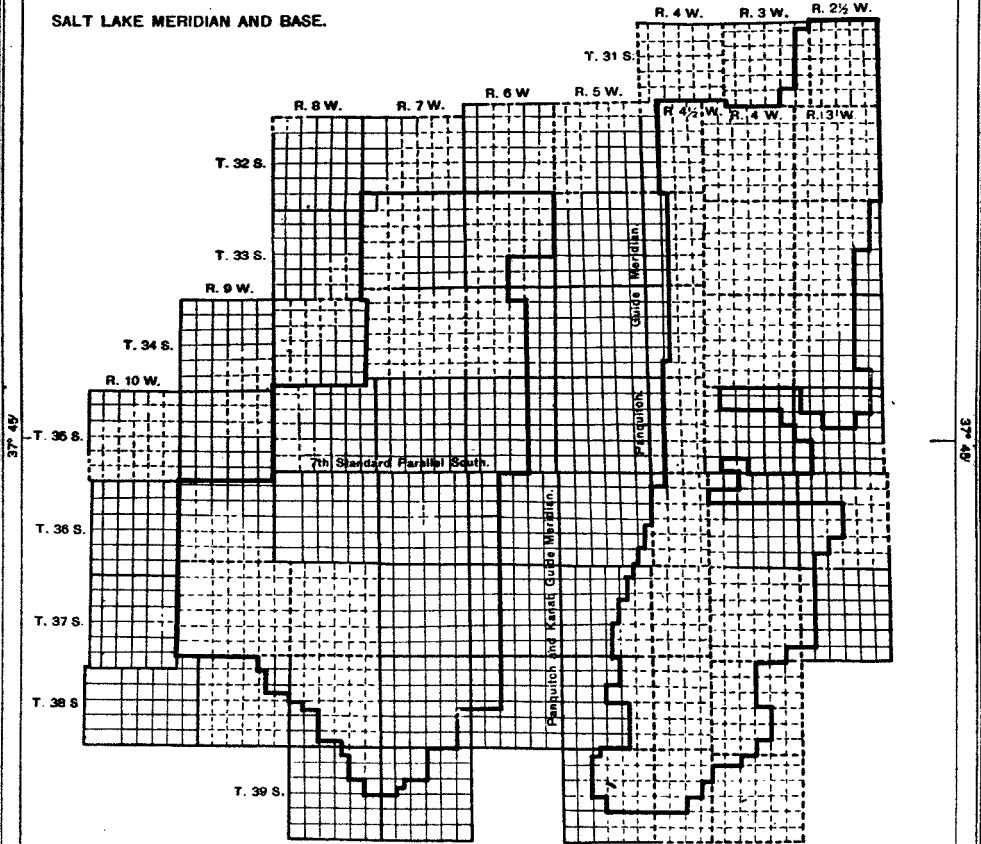 SALT LAKE MERIDIAN AND BASE.
R. 4 W.
R. 3 W.
R. 2½ W.
T. 31 S.
R. 8 W.
R. 7 W.
R. 6 W
R. 5 W.
R 4½ W.
R. 4 W.
R. 3 W
T. 32 S.
T. 33 S.
Guide Meridian.
R. 9 W.
T. 34 S.
R. 10 W.
Panquitch
T. 35 S.
37° 45'
37° 45'
7th Standard Parallel South.
T. 36 S.
Panquitch and Kanab Guide Meridian.
T. 37 S.
T. 38 S
T. 39 S.